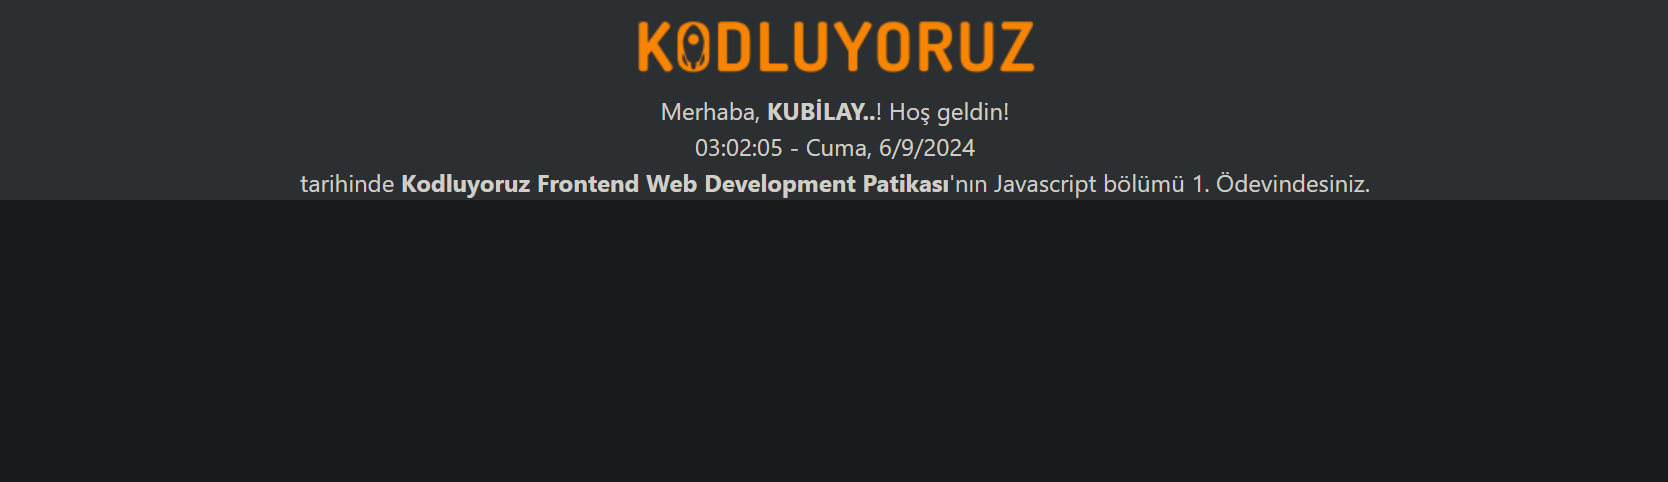 KODLUYORUZ
Merhaba, KUBİLAY..! Hoş geldin!
03:02:05 - Cuma, 6/9/2024
tarihinde Kodluyoruz Frontend Web Development Patikası'nın Javascript bölümü 1. Ödevindesiniz.